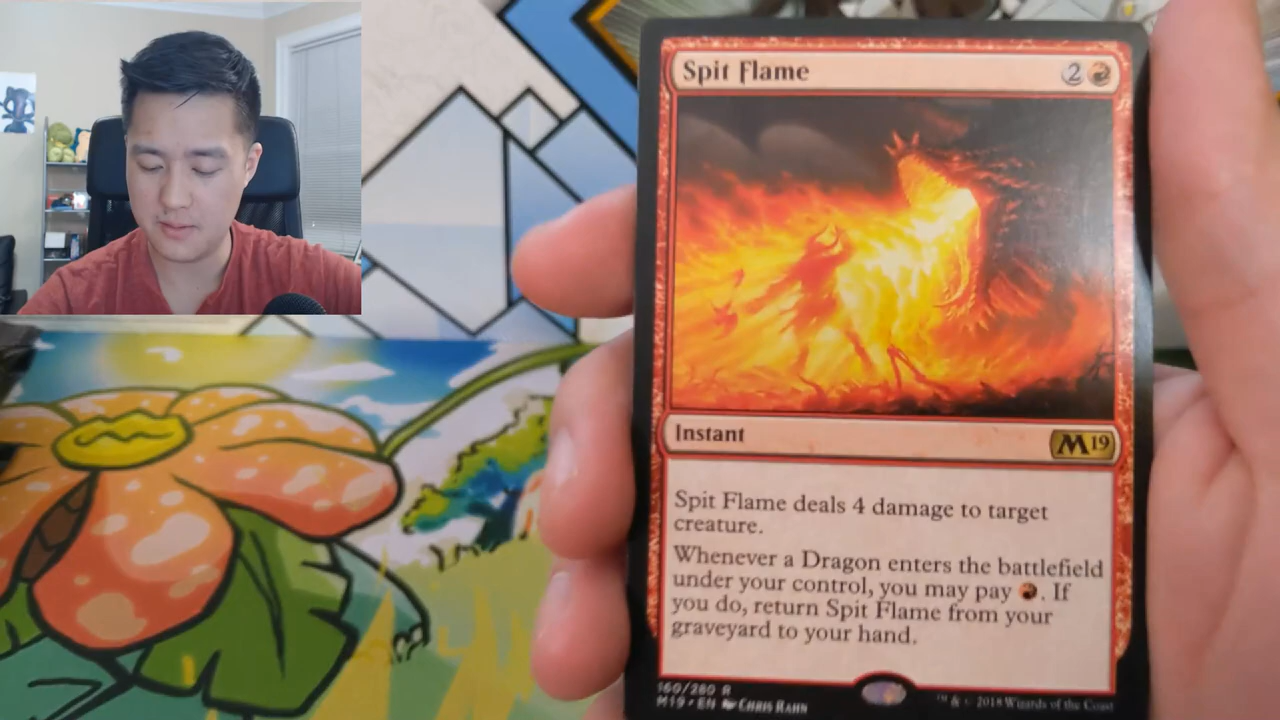 Spit Flame 2
Instant M19
Spit Flame deals 4 damage to target
creature.
Whenever a Dragon enters the battlefield
under your control, you may pay . If
you do, return Spit Flame from your
graveyard to your hand.
160/280 R
M19 • EN Chris Rahn ™ & © 2018 Wizards of the Coast